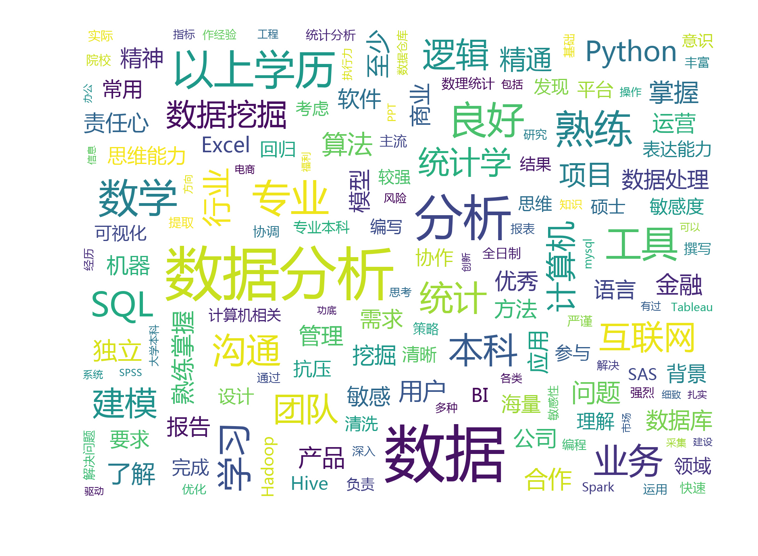 实际
指标
作经验
工程
统计分析
执行力
数据仓库
基础
意识
院校
精神
以上学历
至少
逻辑
精通
Python
丰富
办公
常用
数据挖掘
考虑
软件
PPT
商业
数理统计
包括
发现
平台
操作
掌握
责任心
Excel
回归
算法
主流
良好
研究
熟练
运营
表达能力
信息
思维能力
电商
福利
统计学
结果
项目
数据处理
数学
方向
行业
专业
模型
较强
风险
分析
思维
知识
硕士
敏感度
可视化
提取
协调
专业本科
编写
报表
计算机
mysql
工具
可以
撰写
经历
机器
数据分析
协作
创新
全日制
优秀
语言
金融
SQL
计算机相关
功底
思考
统计
方法
严谨
有过
Tableau
独立
大学本科
熟练掌握
沟通
管理
需求
策略
本科
应用
参与
互联网
系统
SPSS
通过
抗压
挖掘
清晰
解决
SAS
背景
建模
设计
团队
敏感
用户
BI
各类
海量
敏感性
问题
强烈
细致
扎实
解决问题
要求
报告
学习
清洗
多种
数据
公司
编程
理解
市场
数据库
采集
建设
了解
完成
Hadoop
产品
深入
合作
业务
领域
驱动
优化
Hive
负责
Spark
运用
快速